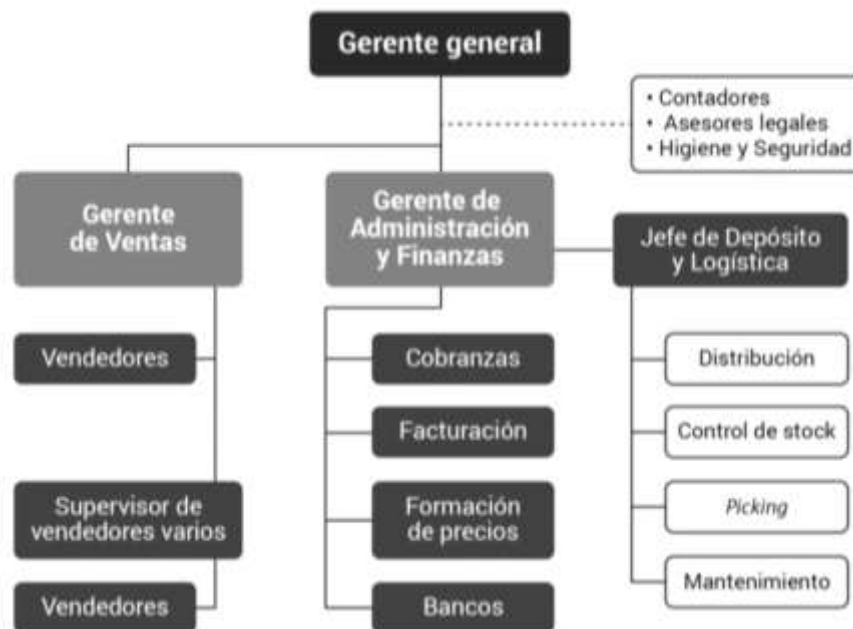 Gerente general
• Contadores
• Asesores legales
• Higiene y Seguridad
Gerente
de Ventas
Gerente de
Administración
y Finanzas
Jefe de Depósito
y Logística
Vendedores
Cobranzas
Distribución
Facturación
Control de stock
Supervisor de
vendedores varios
Formación
de precios
Picking
Vendedores
Bancos
Mantenimiento